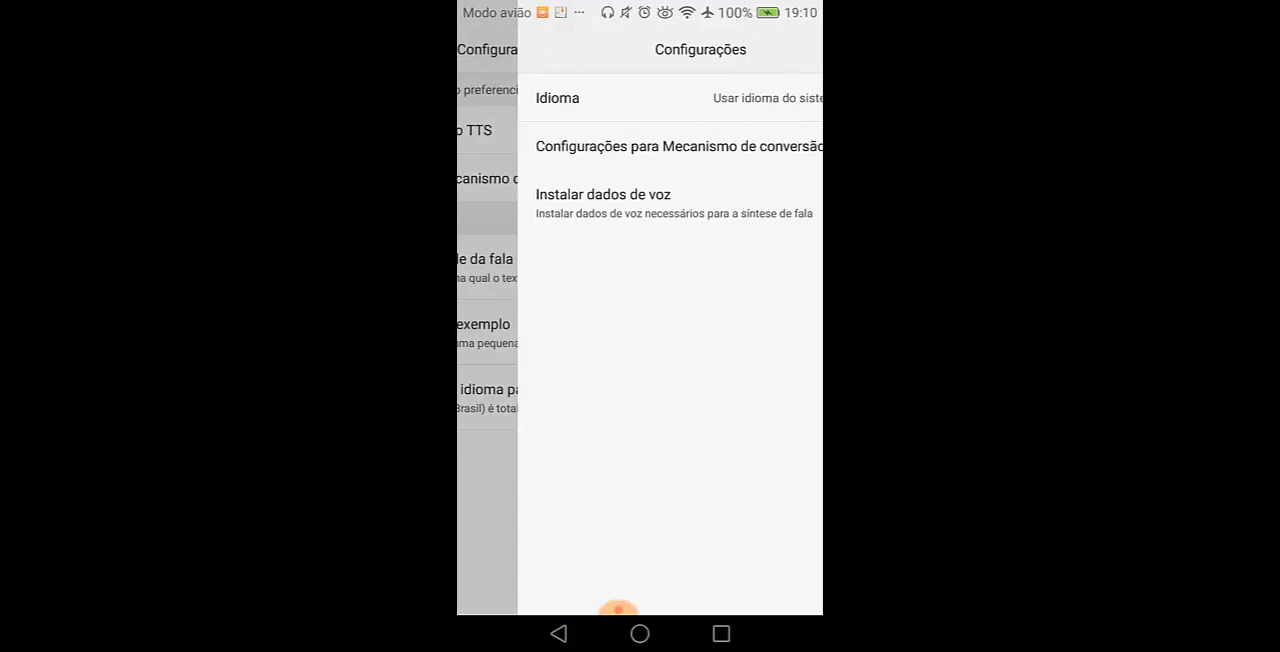 Modo avião ... 100% 19:10
Configura
Configurações
o preferenci
Idioma Usar idioma do siste
o TTS
Configurações para Mecanismo de conversão
canismo d
Instalar dados de voz
Instalar dados de voz necessários para a síntese de fala
de da fala
na qual o tex
exemplo
uma pequena
idioma pa
Brasil) é total